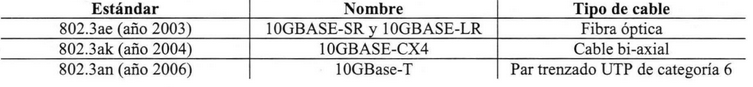 Estándar Nombre Tipo de cable
802.3ae (año 2003) 10GBASE-SR y 10GBASE-LR Fibra óptica
802.3ak (año 2004) 10GBASE-CX4 Cable bi-axial
802.3an (año 2006) 10GBase-T Par trenzado UTP de categoría 6